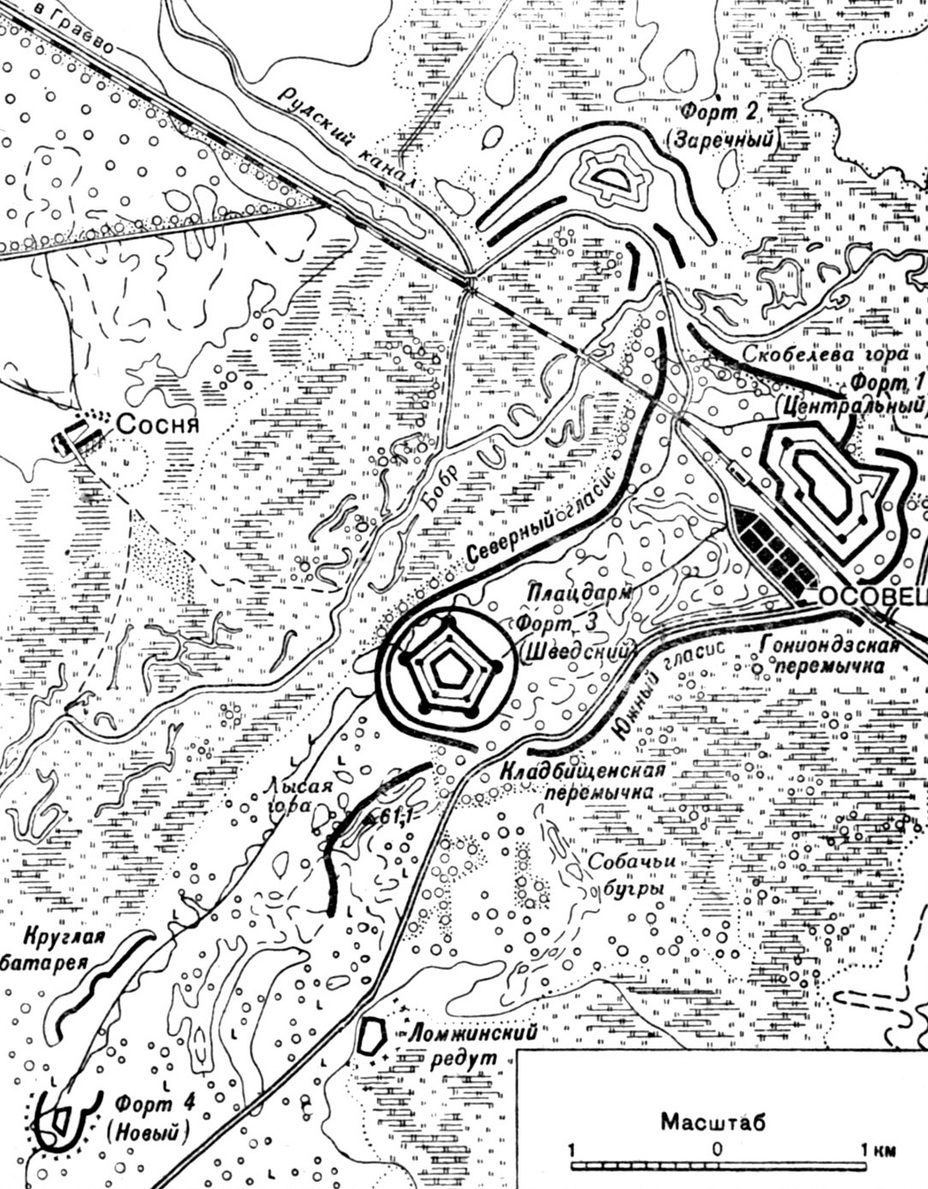 в Граево
Рудский канал
Форт 2
(Заречный)
Скобелева гора
Форт 1
(Центральный)
Сосня
Бобр
Северный гласис
Плацдарм
Форт 3
(Шведский)
ОСОВЕЦ
Гониондзская
перемычка
Южный гласис
Кладбищенская
перемычка
Лысая
гора
61,1
Собачьи
бугры
Круглая
батарея
Ломжинский
редут
Форт 4
(Новый)
Масштаб
1 0 1 км